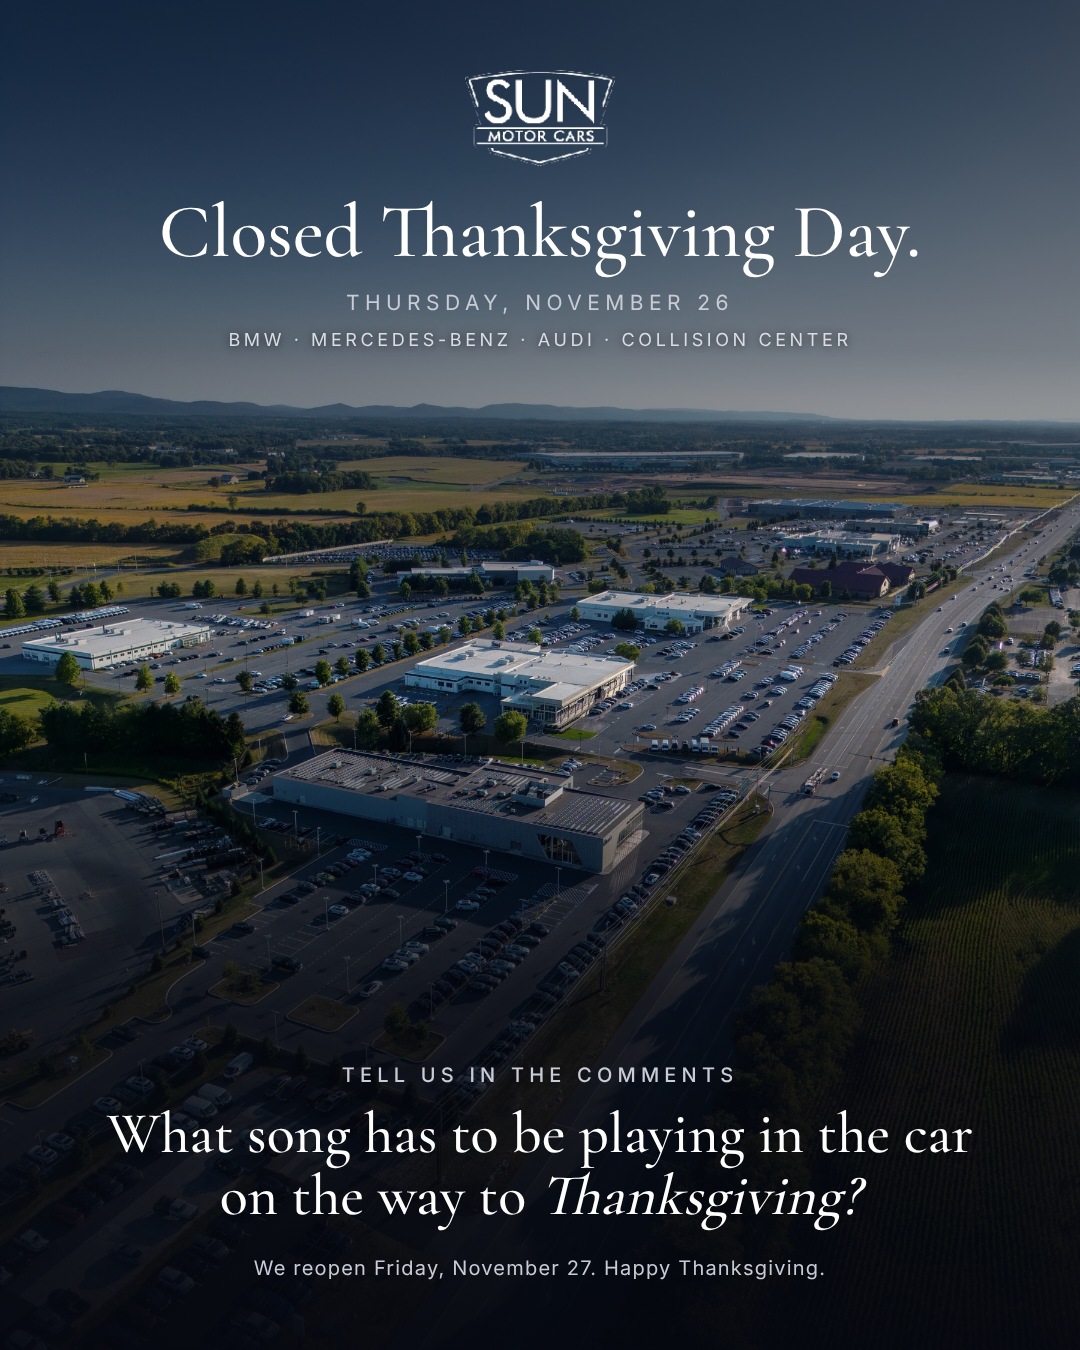 SUN
MOTOR CARS
Closed Thanksgiving Day.
THURSDAY, NOVEMBER 26
BMW · MERCEDES-BENZ · AUDI · COLLISION CENTER
TELL US IN THE COMMENTS
What song has to be playing in the car
on the way to Thanksgiving?
We reopen Friday, November 27. Happy Thanksgiving.